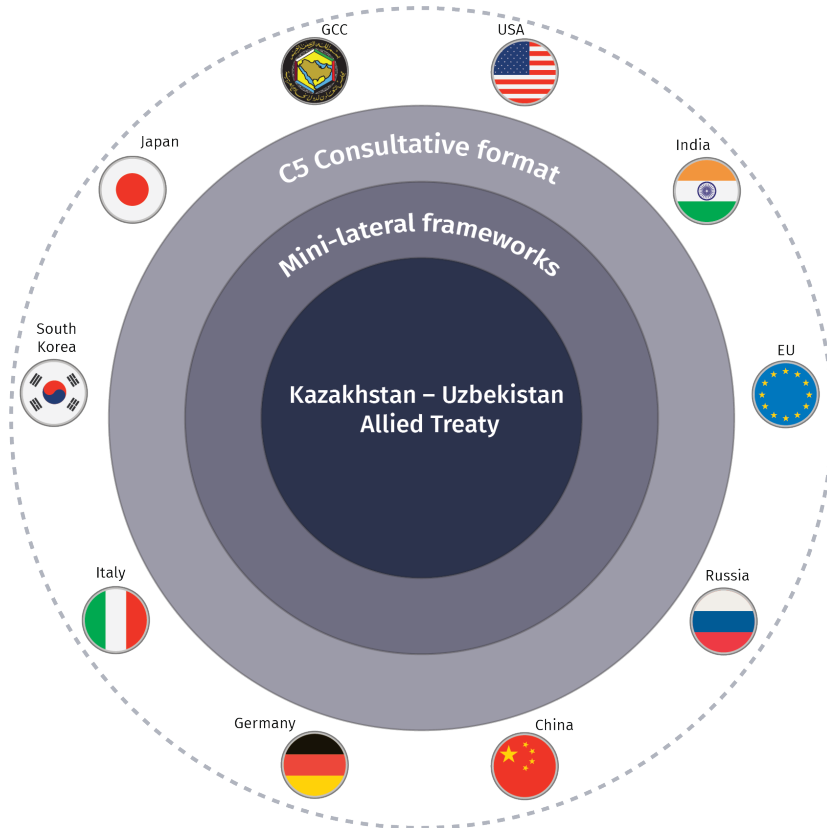 GCC
USA
Japan
India
C5 Consultative format
Mini-lateral frameworks
South
Korea
EU
Kazakhstan – Uzbekistan
Allied Treaty
Italy
Russia
Germany
China